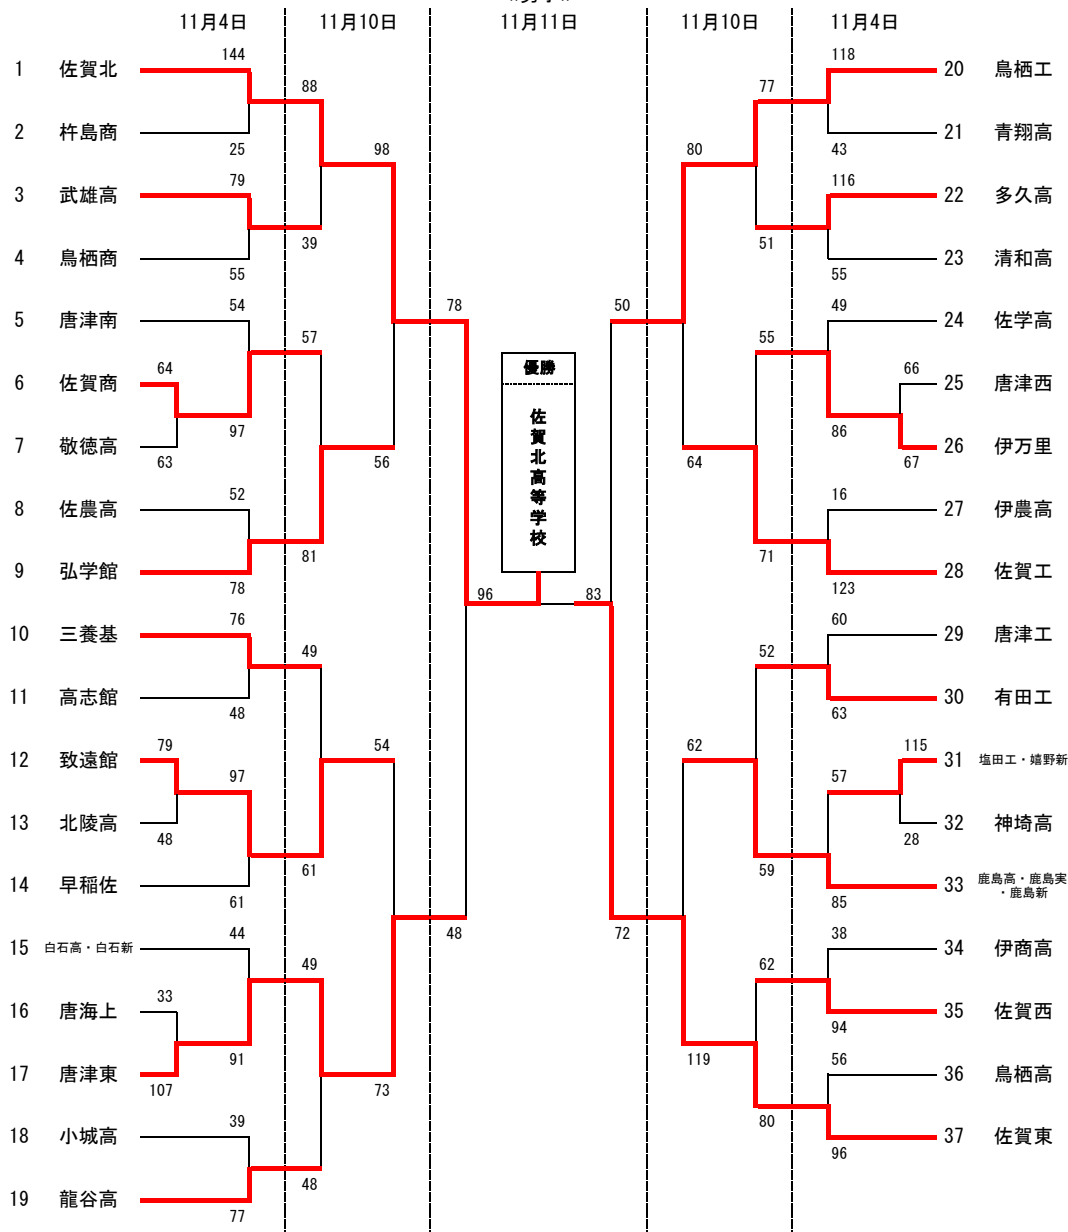 11月4日 11月10日 11月11日 11月10日 11月4日
144 118
1 佐賀北 20 鳥栖工
88 77
2 杵島商 21 青翔高
25 98 80 43
79 116
3 武雄高 22 多久高
39 51
4 鳥栖商 23 清和高
55 55
54 78 50 49
5 唐津南 24 佐学高
57 55
64 優勝 66
6 佐賀商 25 唐津西
97 佐賀北高等学校 86
7 敬徳高 26 伊万里
63 56 64 67
52 16
8 佐農高 27 伊農高
81 71
9 弘学館 28 佐賀工
78 96 83 123
76 60
10 三養基 29 唐津工
49 52
11 高志館 30 有田工
48 63
79 54 62 115
12 致遠館 31 塩田工・嬉野新
97 57
13 北陵高 32 神埼高
48 28
61 59
14 早稲佐 33 鹿島高・鹿島実
・鹿島新
61 85
44 48 72 38
15 白石高・白石新 34 伊商高
49 62
33
16 唐海上 35 佐賀西
94
91 119 56
17 唐津東 36 鳥栖高
107 73
39 80
18 小城高 37 佐賀東
96
48
19 龍谷高
77